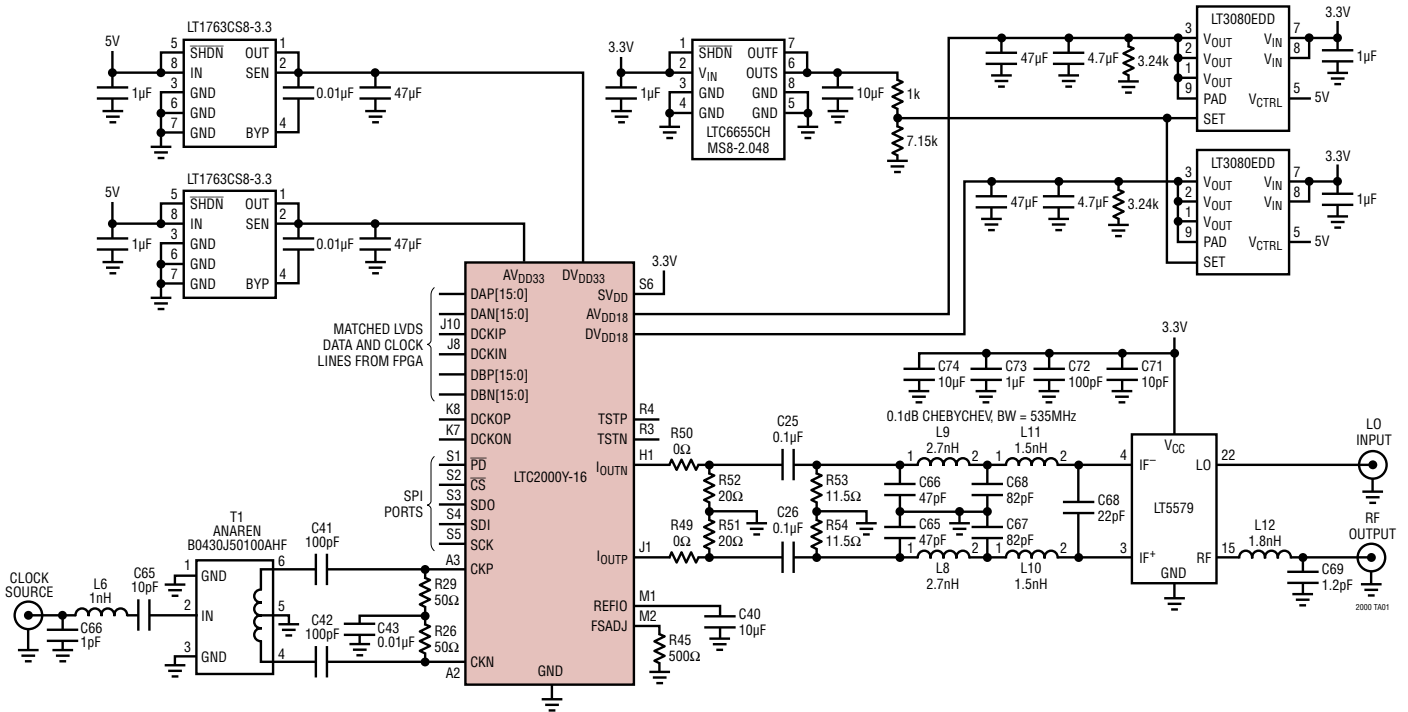 LT1763CS8-3.3
5V
5 SHDN OUT 1
8 IN SEN 2
3 GND
6 GND
7 GND BYP 4
1µF
0.01µF
47µF
LT1763CS8-3.3
5V
5 SHDN OUT 1
8 IN SEN 2
3 GND
6 GND
7 GND BYP 4
1µF
0.01µF
47µF
3.3V
1 SHDN OUTF 7
2 VIN OUTS 6
3 GND GND 8
4 GND GND 5
LTC6655CH
MS8-2.048
1µF
10µF
1k
7.15k
47µF
4.7µF
3.24k
LT3080EDD
3 VOUT VIN 7
2 VOUT VIN 8
1 VOUT
9 PAD VCTRL 5
SET
3.3V
1µF
5V
47µF
4.7µF
3.24k
LT3080EDD
3 VOUT VIN 7
2 VOUT VIN 8
1 VOUT
9 PAD VCTRL 5
SET
3.3V
1µF
5V
AVDD33 DVDD33
DAP[15:0]
DAN[15:0]
J10 DCKIP
J8 DCKIN
DBP[15:0]
DBN[15:0]
MATCHED LVDS
DATA AND CLOCK
LINES FROM FPGA
K8 DCKOP
K7 DCKON
S1 PD
S2 CS
S3 SDO
S4 SDI
S5 SCK
SPI
PORTS
A3 CKP
A2 CKN
LTC2000Y-16
GND
3.3V
SVDD S6
AVDD18
DVDD18
TSTP R4
TSTN R3
IOUTN H1
IOUTP J1
REFIO M1
FSADJ M2
C40
10µF
R45
500Ω
CLOCK
SOURCE
C66
1pF
L6
1nH
C65
10pF
T1
ANAREN
B0430J50100AHF
1 GND
2 IN
3 GND
6
5
4
C41
100pF
C42
100pF
C43
0.01µF
R29
50Ω
R26
50Ω
R50
0Ω
R49
0Ω
R52
20Ω
R51
20Ω
C25
0.1µF
C26
0.1µF
R53
11.5Ω
R54
11.5Ω
0.1dB CHEBYCHEV, BW = 535MHz
1 L9 2
2.7nH
1 L11 2
1.5nH
C66
47pF
C68
82pF
C65
47pF
C67
82pF
1 L8 2
2.7nH
1 L10 2
1.5nH
C68
22pF
3.3V
C74
10µF
C73
1µF
C72
100pF
C71
10pF
VCC
4 IF− LO 22
LT5579
3 IF+ RF 15
GND
LO
INPUT
L12
1.8nH
RF
OUTPUT
C69
1.2pF
2000 TA01